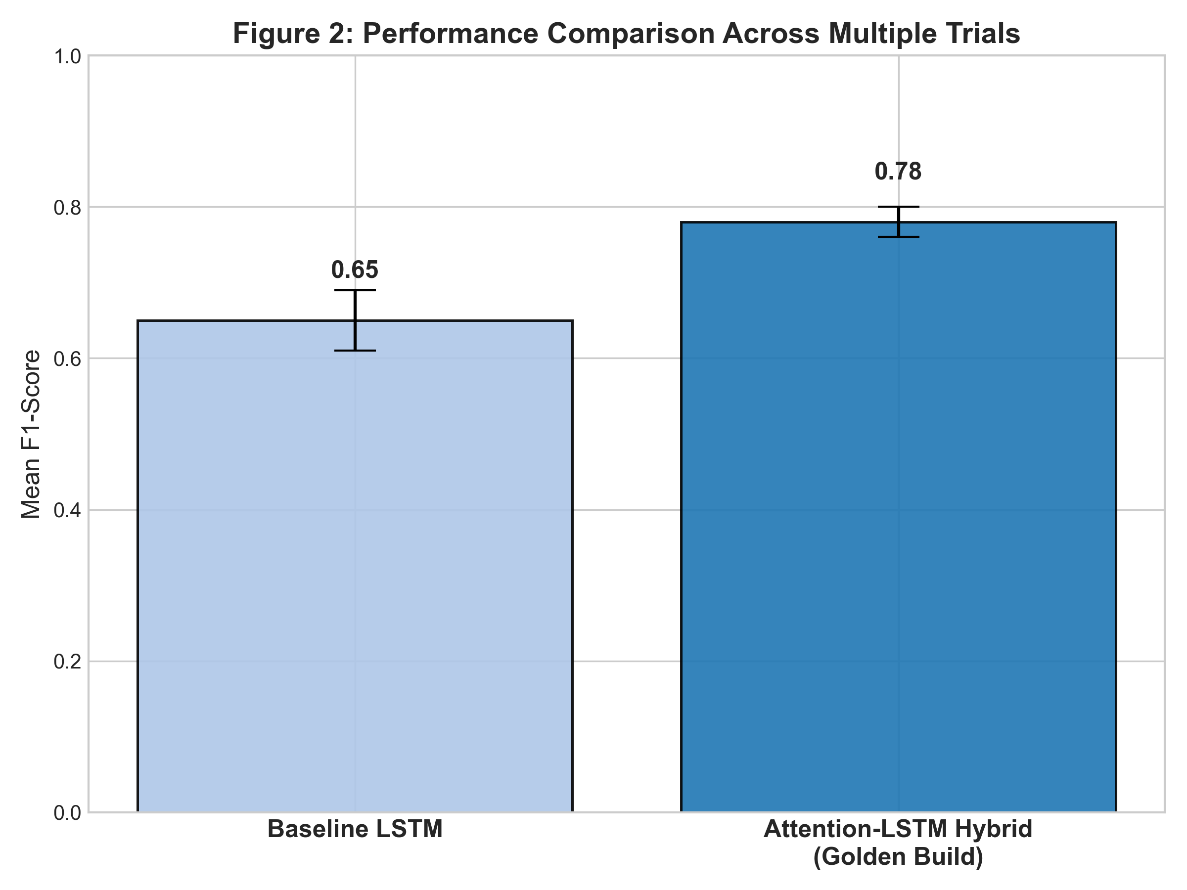 Figure 2: Performance Comparison Across Multiple Trials
1.0
0.8
0.6
0.4
0.2
0.0
Mean F1-Score
0.65
0.78
Baseline LSTM
Attention-LSTM Hybrid
(Golden Build)